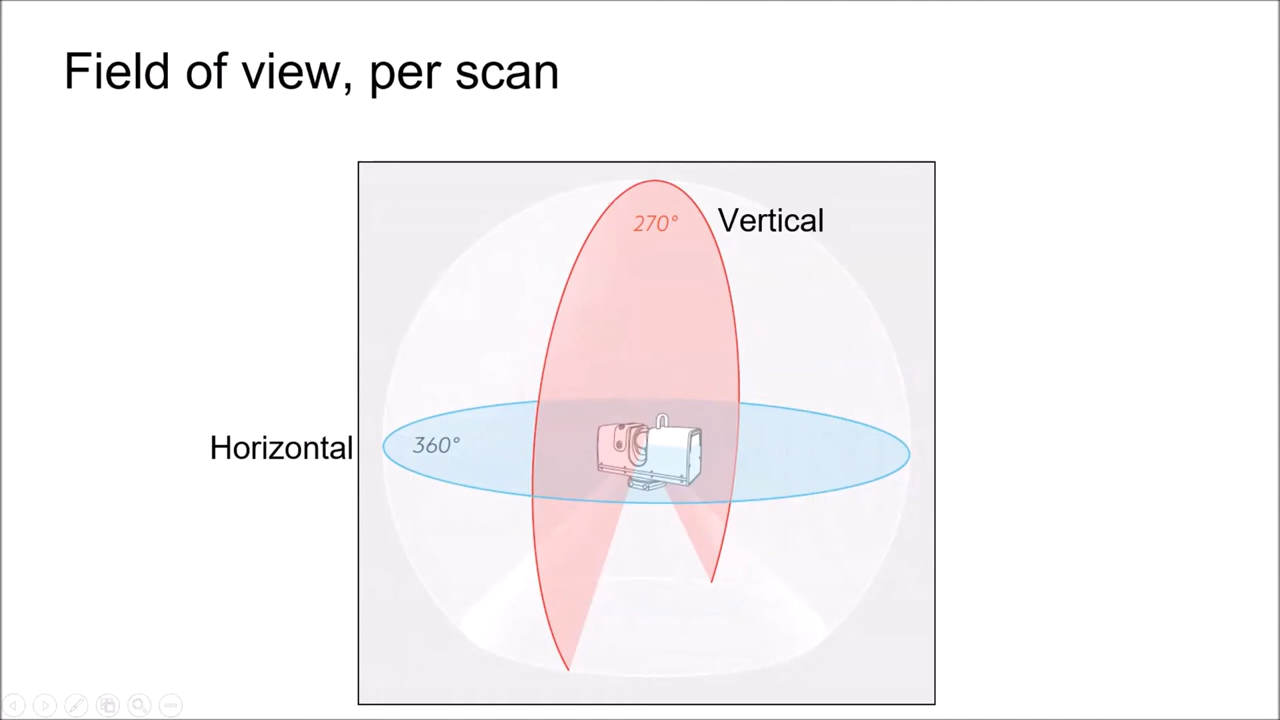 Field of view, per scan
270°
Vertical
Horizontal
360°